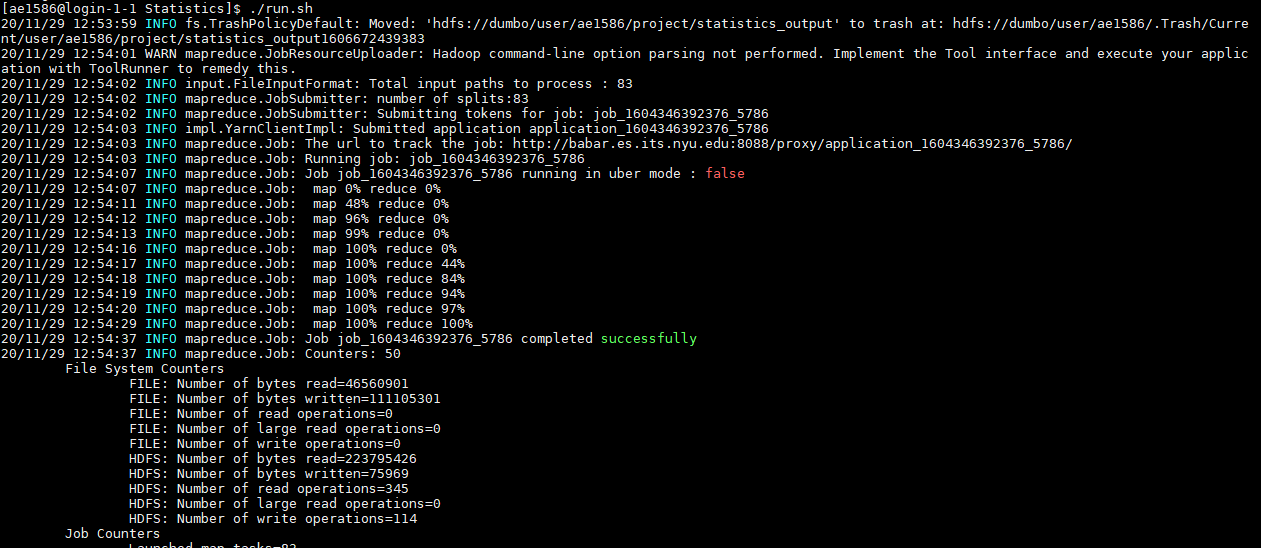 [ae1586@login-1-1 Statistics]$ ./run.sh
20/11/29 12:53:59 INFO fs.TrashPolicyDefault: Moved: 'hdfs://dumbo/user/ae1586/project/statistics_output' to trash at: hdfs://dumbo/user/ae1586/.Trash/Curre
nt/user/ae1586/project/statistics_output1606672439383
20/11/29 12:54:01 WARN mapreduce.JobResourceUploader: Hadoop command-line option parsing not performed. Implement the Tool interface and execute your applic
ation with ToolRunner to remedy this.
20/11/29 12:54:02 INFO input.FileInputFormat: Total input paths to process : 83
20/11/29 12:54:02 INFO mapreduce.JobSubmitter: number of splits:83
20/11/29 12:54:02 INFO mapreduce.JobSubmitter: Submitting tokens for job: job_1604346392376_5786
20/11/29 12:54:03 INFO impl.YarnClientImpl: Submitted application application_1604346392376_5786
20/11/29 12:54:03 INFO mapreduce.Job: The url to track the job: http://babar.es.its.nyu.edu:8088/proxy/application_1604346392376_5786/
20/11/29 12:54:03 INFO mapreduce.Job: Running job: job_1604346392376_5786
20/11/29 12:54:07 INFO mapreduce.Job: Job job_1604346392376_5786 running in uber mode : false
20/11/29 12:54:07 INFO mapreduce.Job:  map 0% reduce 0%
20/11/29 12:54:11 INFO mapreduce.Job:  map 48% reduce 0%
20/11/29 12:54:12 INFO mapreduce.Job:  map 96% reduce 0%
20/11/29 12:54:13 INFO mapreduce.Job:  map 99% reduce 0%
20/11/29 12:54:16 INFO mapreduce.Job:  map 100% reduce 0%
20/11/29 12:54:17 INFO mapreduce.Job:  map 100% reduce 44%
20/11/29 12:54:18 INFO mapreduce.Job:  map 100% reduce 84%
20/11/29 12:54:19 INFO mapreduce.Job:  map 100% reduce 94%
20/11/29 12:54:20 INFO mapreduce.Job:  map 100% reduce 97%
20/11/29 12:54:29 INFO mapreduce.Job:  map 100% reduce 100%
20/11/29 12:54:37 INFO mapreduce.Job: Job job_1604346392376_5786 completed successfully
20/11/29 12:54:37 INFO mapreduce.Job: Counters: 50
File System Counters
FILE: Number of bytes read=46560901
FILE: Number of bytes written=111105301
FILE: Number of read operations=0
FILE: Number of large read operations=0
FILE: Number of write operations=0
HDFS: Number of bytes read=223795426
HDFS: Number of bytes written=75969
HDFS: Number of read operations=345
HDFS: Number of large read operations=0
HDFS: Number of write operations=114
Job Counters
Launched map tasks=83